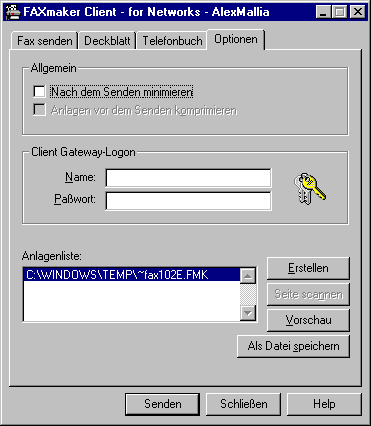 FAXmaker Client - for Networks - AlexMallia
Fax senden Deckblatt Telefonbuch Optionen
Allgemein
Nach dem Senden minimieren
Anlagen vor dem Senden komprimieren
Client Gateway-Logon
Name:
Paßwort:
Anlagenliste:
C:\WINDOWS\TEMP\~fax102E.FMK
Erstellen
Seite scannen
Vorschau
Als Datei speichern
Senden Schließen Help